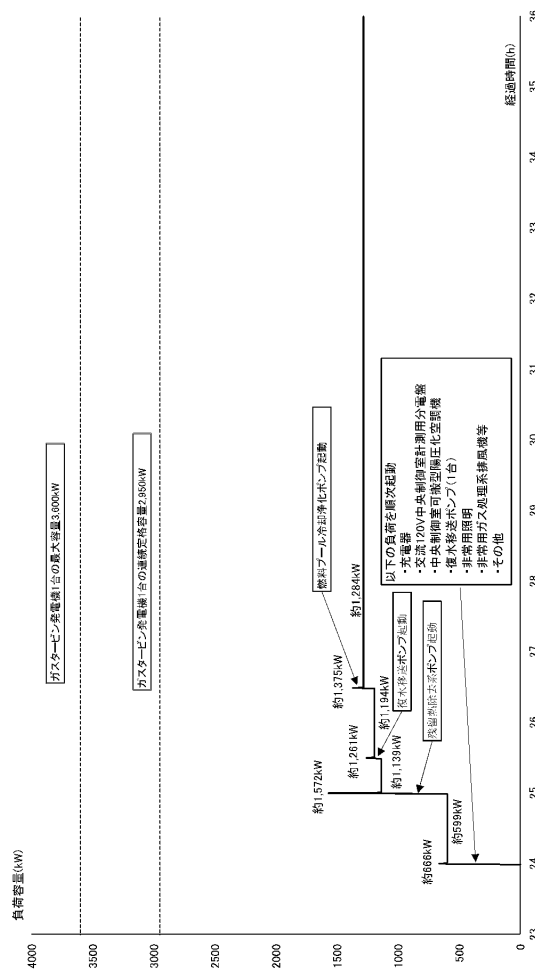 負荷容量(kW)
4000
3500
3000
2500
2000
1500
1000
500
0
ガスタービン発電機1台の最大容量3,600kW
ガスタービン発電機1台の連続定格容量2,950kW
燃料プール冷却浄化ポンプ起動
約1,572kW
約1,375kW
約1,284kW
約1,261kW
約1,194kW
約1,139kW
復水移送ポンプ起動
残留熱除去系ポンプ起動
約666kW
約599kW
以下の負荷を順次起動
・充電器
・交流120V中央制御室計測用分電盤
・中央制御室可搬型陽圧化空調機
・復水移送ポンプ(1台)
・非常用照明
・非常用ガス処理系排風機等
・その他
23
24
25
26
27
28
29
30
31
32
33
34
35
36
経過時間(h)